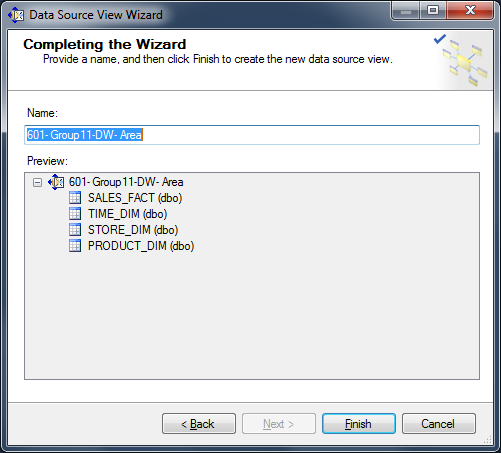 Data Source View Wizard
Completing the Wizard
Provide a name, and then click Finish to create the new data source view.
Name:
601- Group11-DW- Area
Preview:
601- Group11-DW- Area
SALES_FACT (dbo)
TIME_DIM (dbo)
STORE_DIM (dbo)
PRODUCT_DIM (dbo)
< Back
Next >
Finish
Cancel